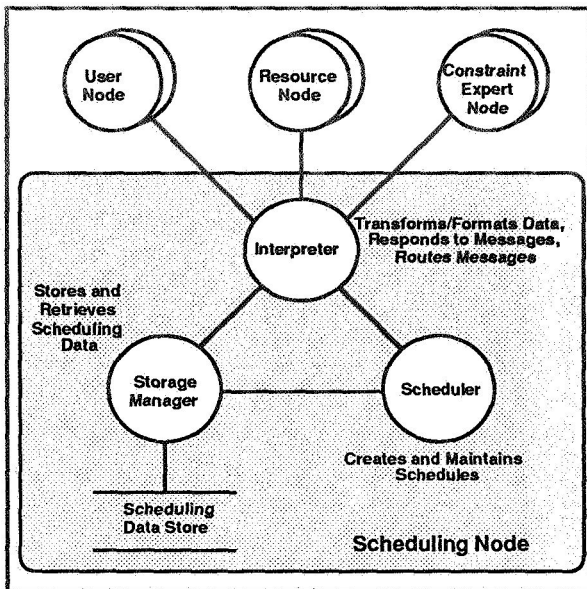 User
Node
Resource
Node
Constraint
Expert
Node
Interpreter
Transforms/Formats Data,
Responds to Messages,
Routes Messages
Stores and
Retrieves
Scheduling
Data
Storage
Manager
Scheduler
Creates and Maintains
Schedules
Scheduling
Data Store
Scheduling Node